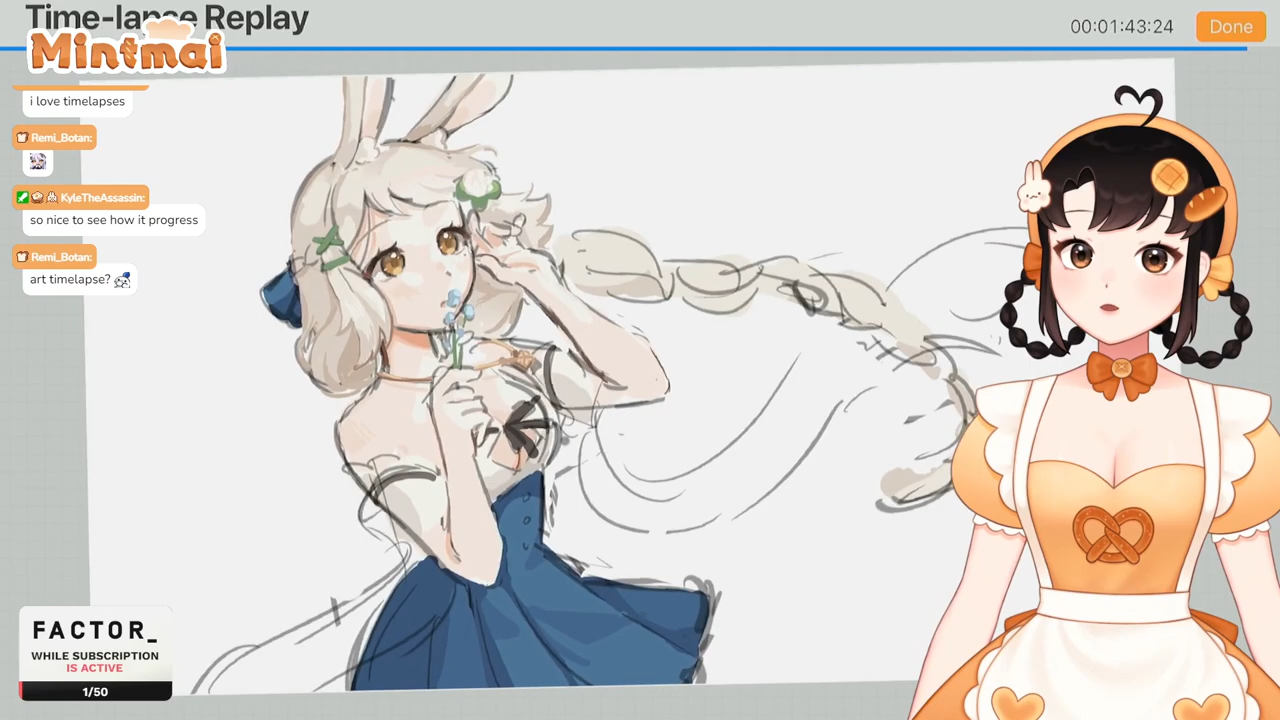 Time-lapse Replay
00:01:43:24
Done
Mintmai
i love timelapses
Remi_Botan:
KyleTheAssassin:
so nice to see how it progress
Remi_Botan:
art timelapse?
FACTOR_
WHILE SUBSCRIPTION
IS ACTIVE
1/50